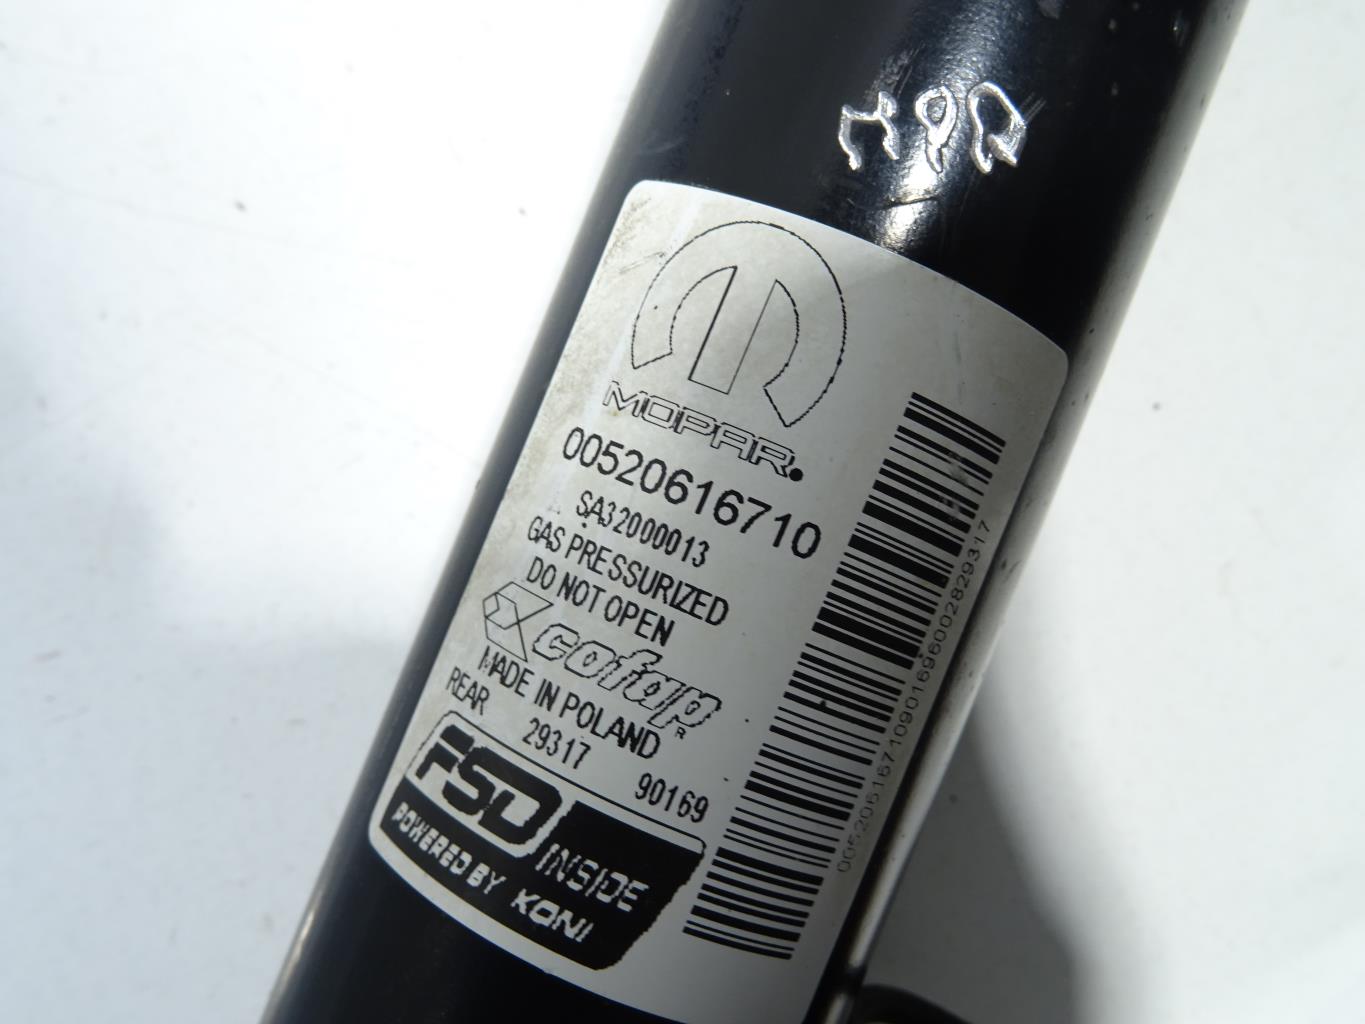 MOPAR
00520616710
SA32000013
GAS PRESSURIZED
DO NOT OPEN
cofap
R
MADE IN POLAND
REAR 29317 90169
FSD INSIDE
POWERED BY KONI
00520616710901696002829317